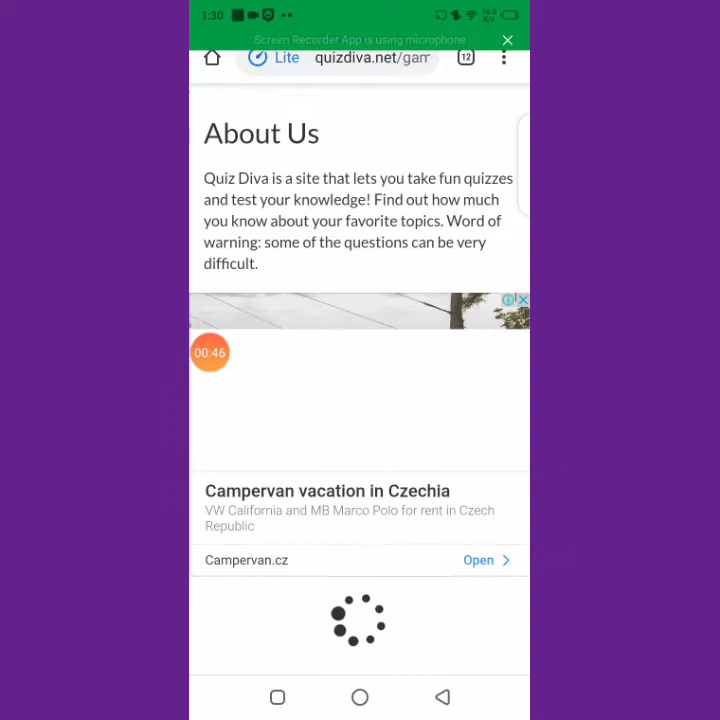 1:30
16.5 K/s
Screen Recorder App is using microphone
Lite quizdiva.net/gam
12
About Us
Quiz Diva is a site that lets you take fun quizzes
and test your knowledge! Find out how much
you know about your favorite topics. Word of
warning: some of the questions can be very
difficult.
00:46
Campervan vacation in Czechia
VW California and MB Marco Polo for rent in Czech
Republic
Campervan.cz Open